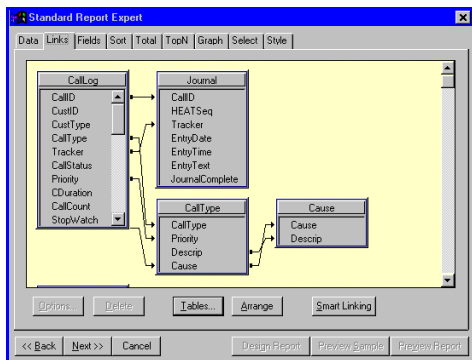 Standard Report Expert
Data Links Fields Sort Total TopN Graph Select Style
CallLog
CallID
CustID
CustType
CallType
Tracker
CallStatus
Priority
CDuration
CallCount
StopWatch
Journal
CallID
HEATSeq
Tracker
EntryDate
EntryTime
EntryText
JournalComplete
CallType
CallType
Priority
Descrip
Cause
Cause
Cause
Descrip
Options... Delete Tables... Arrange Smart Linking
<< Back Next >> Cancel Design Report Preview Sample Preview Report